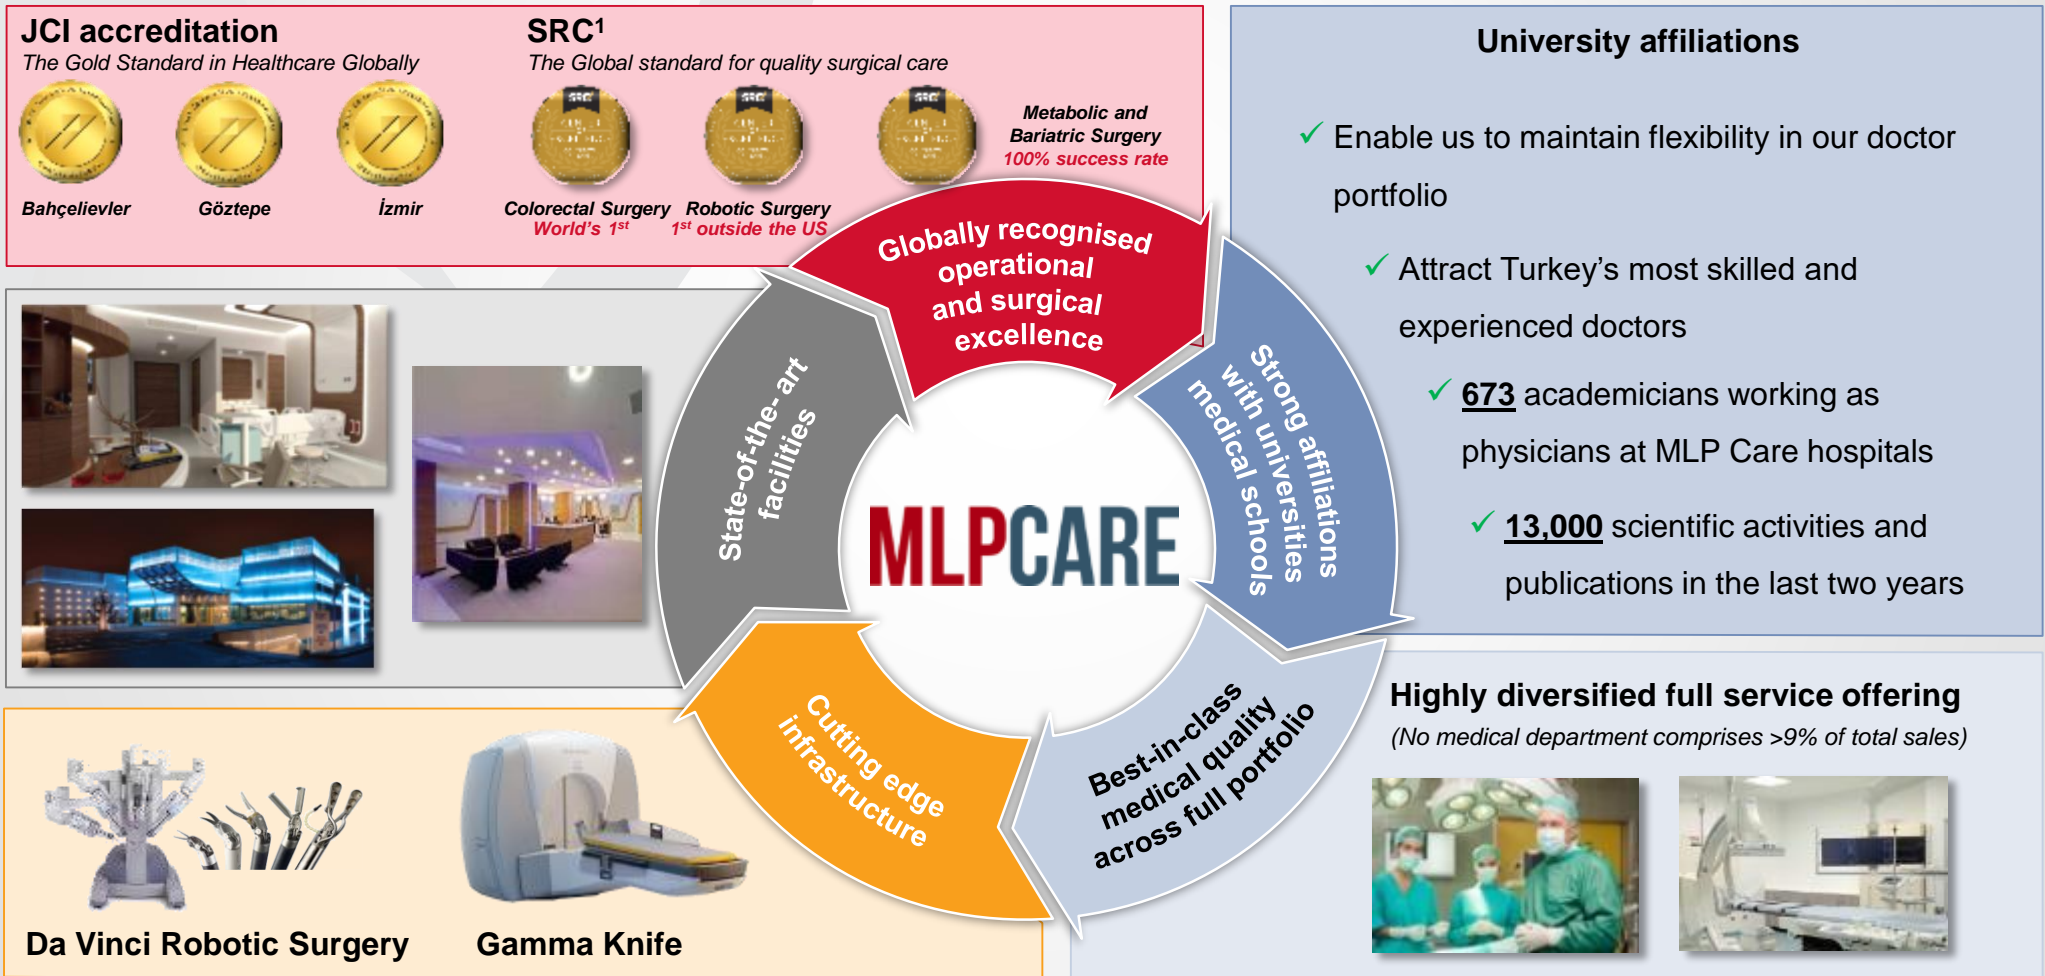 JCI accreditation
The Gold Standard in Healthcare Globally
Bahçelievler
Göztepe
İzmir
SRC¹
The Global standard for quality surgical care
SRC
SRC
SRC
Colorectal Surgery
World's 1st
Robotic Surgery
1st outside the US
Metabolic and
Bariatric Surgery
100% success rate
University affiliations
✓ Enable us to maintain flexibility in our doctor
portfolio
✓ Attract Turkey's most skilled and
experienced doctors
✓ 673 academicians working as
physicians at MLP Care hospitals
✓ 13,000 scientific activities and
publications in the last two years
Globally recognised
operational
and surgical
excellence
Strong affiliations
with universities
medical schools
Best-in-class
medical quality
across full portfolio
Cutting edge
infrastructure
State-of-the- art
facilities
MLPCARE
Highly diversified full service offering
(No medical department comprises >9% of total sales)
Da Vinci Robotic Surgery
Gamma Knife